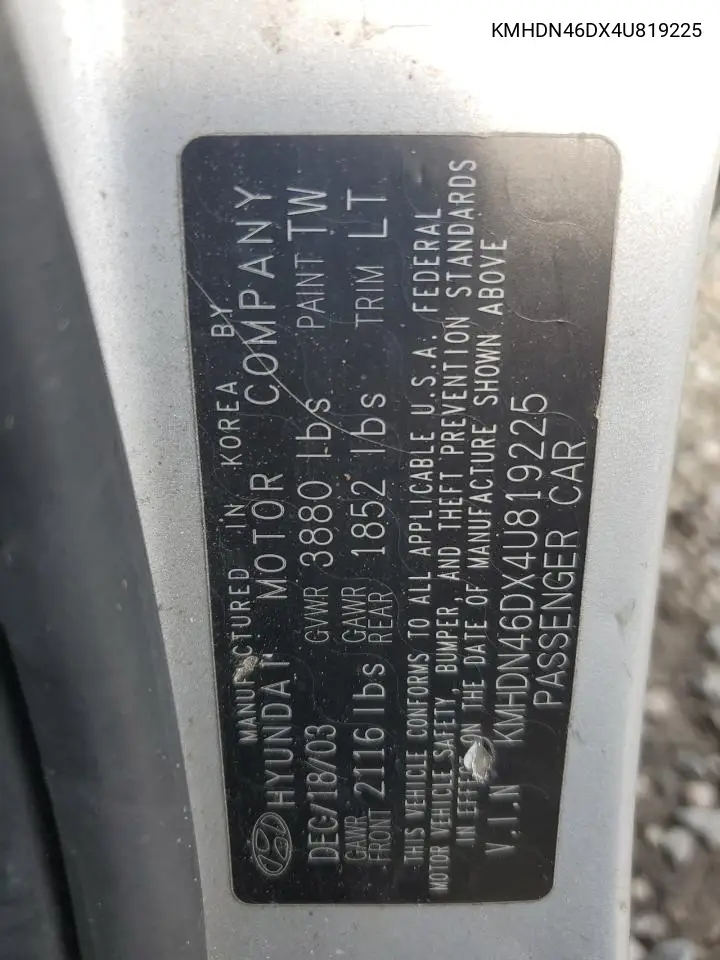 KMHDN46DX4U819225
MANUFACTURED IN KOREA BY
HYUNDAI MOTOR COMPANY
DEC/18/03 GVWR 3880 lbs PAINT TW
GAWR FRONT 2116 lbs GAWR REAR 1852 lbs TRIM LT
THIS VEHICLE CONFORMS TO ALL APPLICABLE U.S.A. FEDERAL
MOTOR VEHICLE SAFETY, BUMPER, AND THEFT PREVENTION STANDARDS
IN EFFECT ON THE DATE OF MANUFACTURE SHOWN ABOVE
V.I.N KMHDN46DX4U819225
PASSENGER CAR